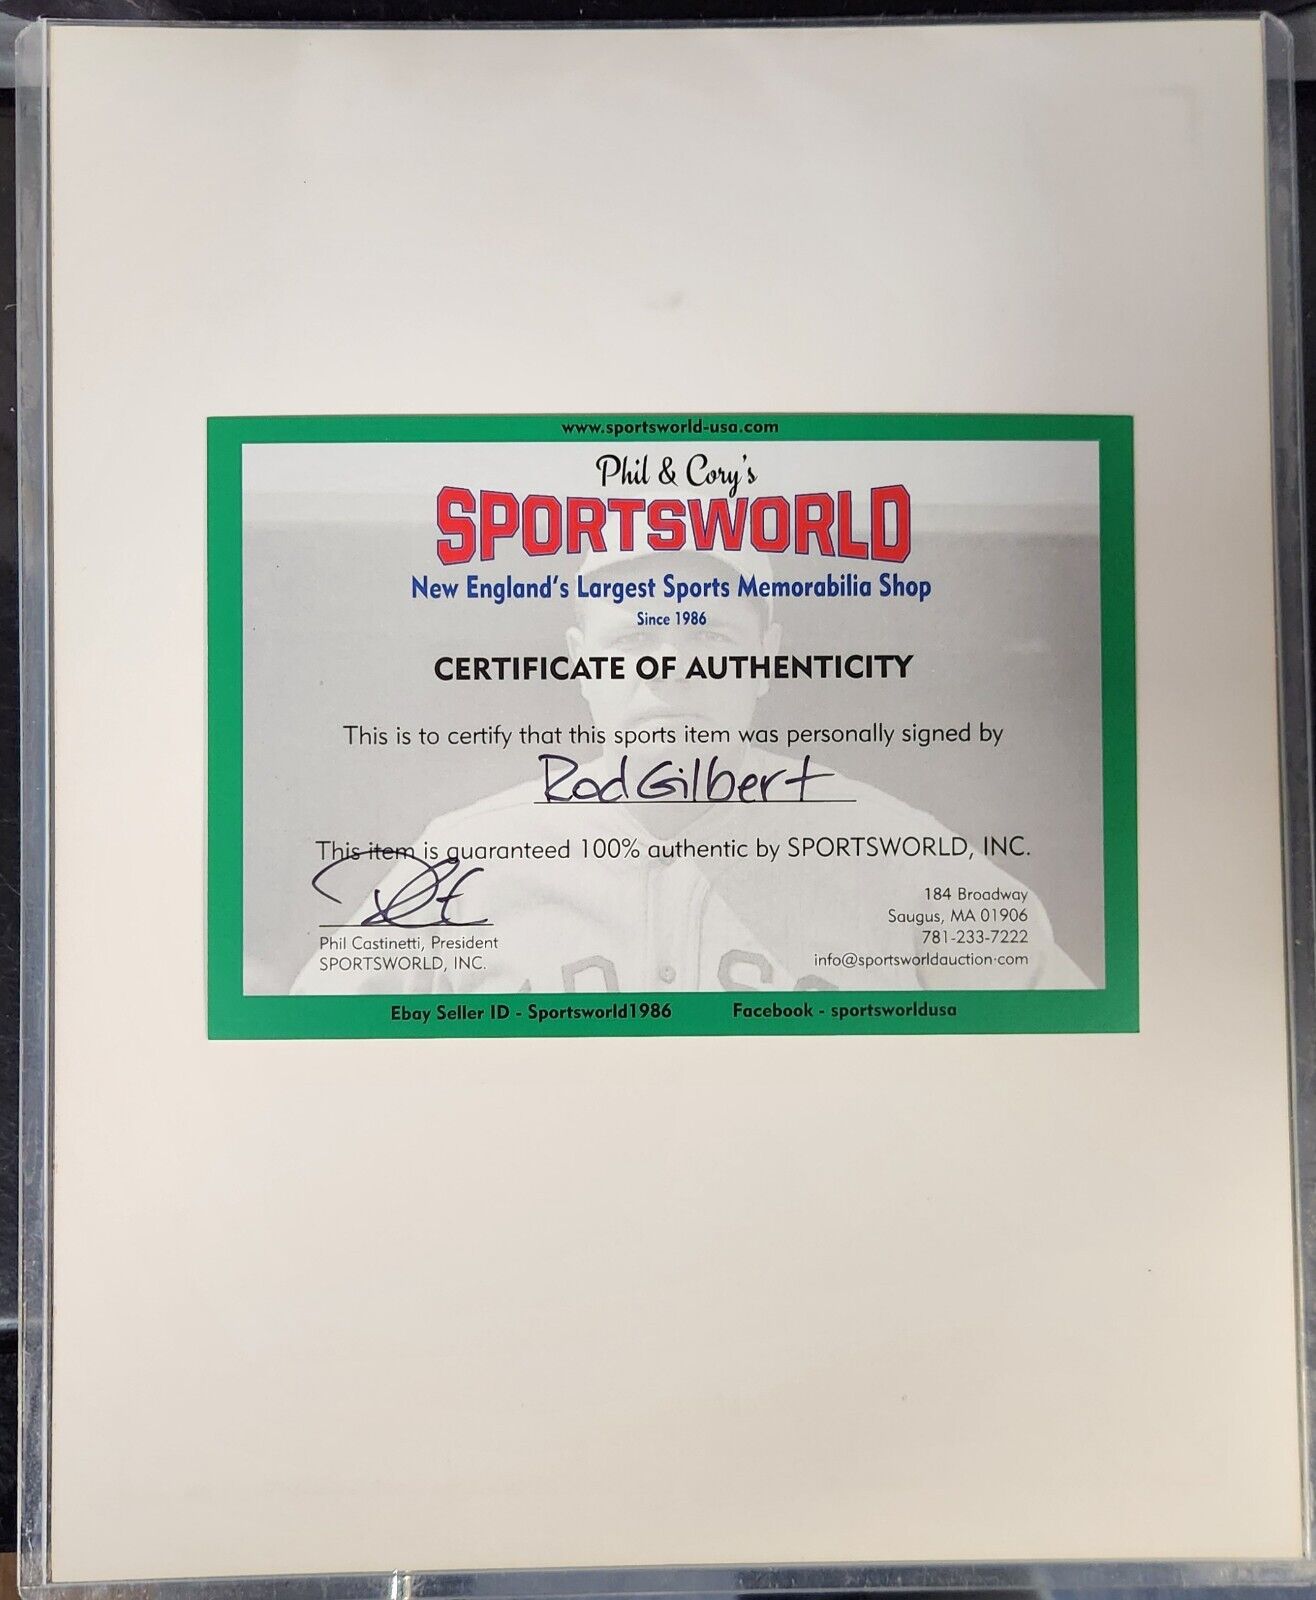 www.sportsworld-usa.com
Phil & Cory's
SPORTSWORLD
New England's Largest Sports Memorabilia Shop
Since 1986
CERTIFICATE OF AUTHENTICITY
This is to certify that this sports item was personally signed by
Rod Gilbert
This item is guaranteed 100% authentic by SPORTSWORLD, INC.
Phil Castinetti, President
SPORTSWORLD, INC.
184 Broadway
Saugus, MA 01906
781-233-7222
info@sportsworldauction.com
Ebay Seller ID - Sportsworld1986
Facebook - sportsworldusa